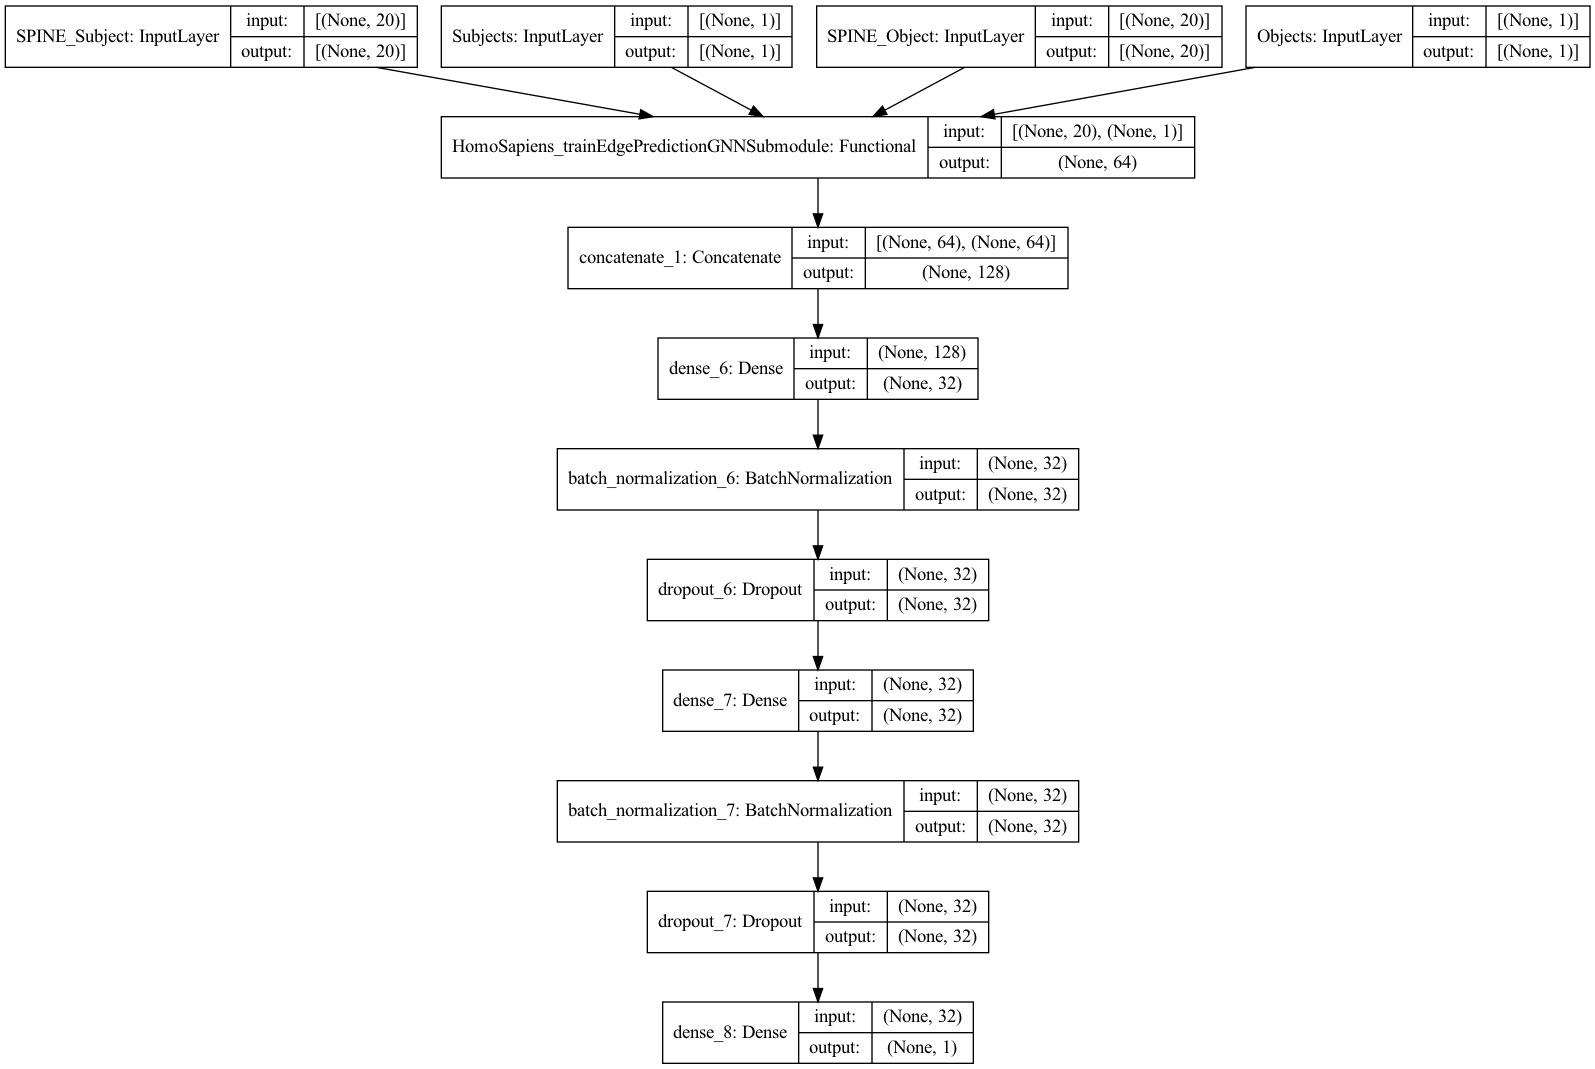 SPINE_Subject: InputLayer
input: [(None, 20)]
output: [(None, 20)]
Subjects: InputLayer
input: [(None, 1)]
output: [(None, 1)]
SPINE_Object: InputLayer
input: [(None, 20)]
output: [(None, 20)]
Objects: InputLayer
input: [(None, 1)]
output: [(None, 1)]
HomoSapiens_trainEdgePredictionGNNSubmodule: Functional
input: [(None, 20), (None, 1)]
output: (None, 64)
concatenate_1: Concatenate
input: [(None, 64), (None, 64)]
output: (None, 128)
dense_6: Dense
input: (None, 128)
output: (None, 32)
batch_normalization_6: BatchNormalization
input: (None, 32)
output: (None, 32)
dropout_6: Dropout
input: (None, 32)
output: (None, 32)
dense_7: Dense
input: (None, 32)
output: (None, 32)
batch_normalization_7: BatchNormalization
input: (None, 32)
output: (None, 32)
dropout_7: Dropout
input: (None, 32)
output: (None, 32)
dense_8: Dense
input: (None, 32)
output: (None, 1)